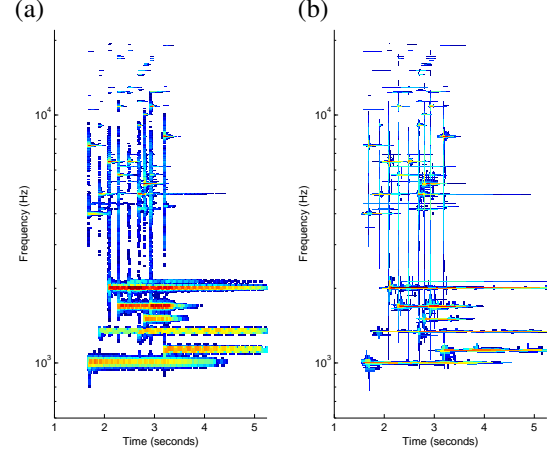 (a) (b)
10⁴ 10⁴
Frequency (Hz) Frequency (Hz)
10³ 10³
1 2 3 4 5 1 2 3 4 5
Time (seconds) Time (seconds)